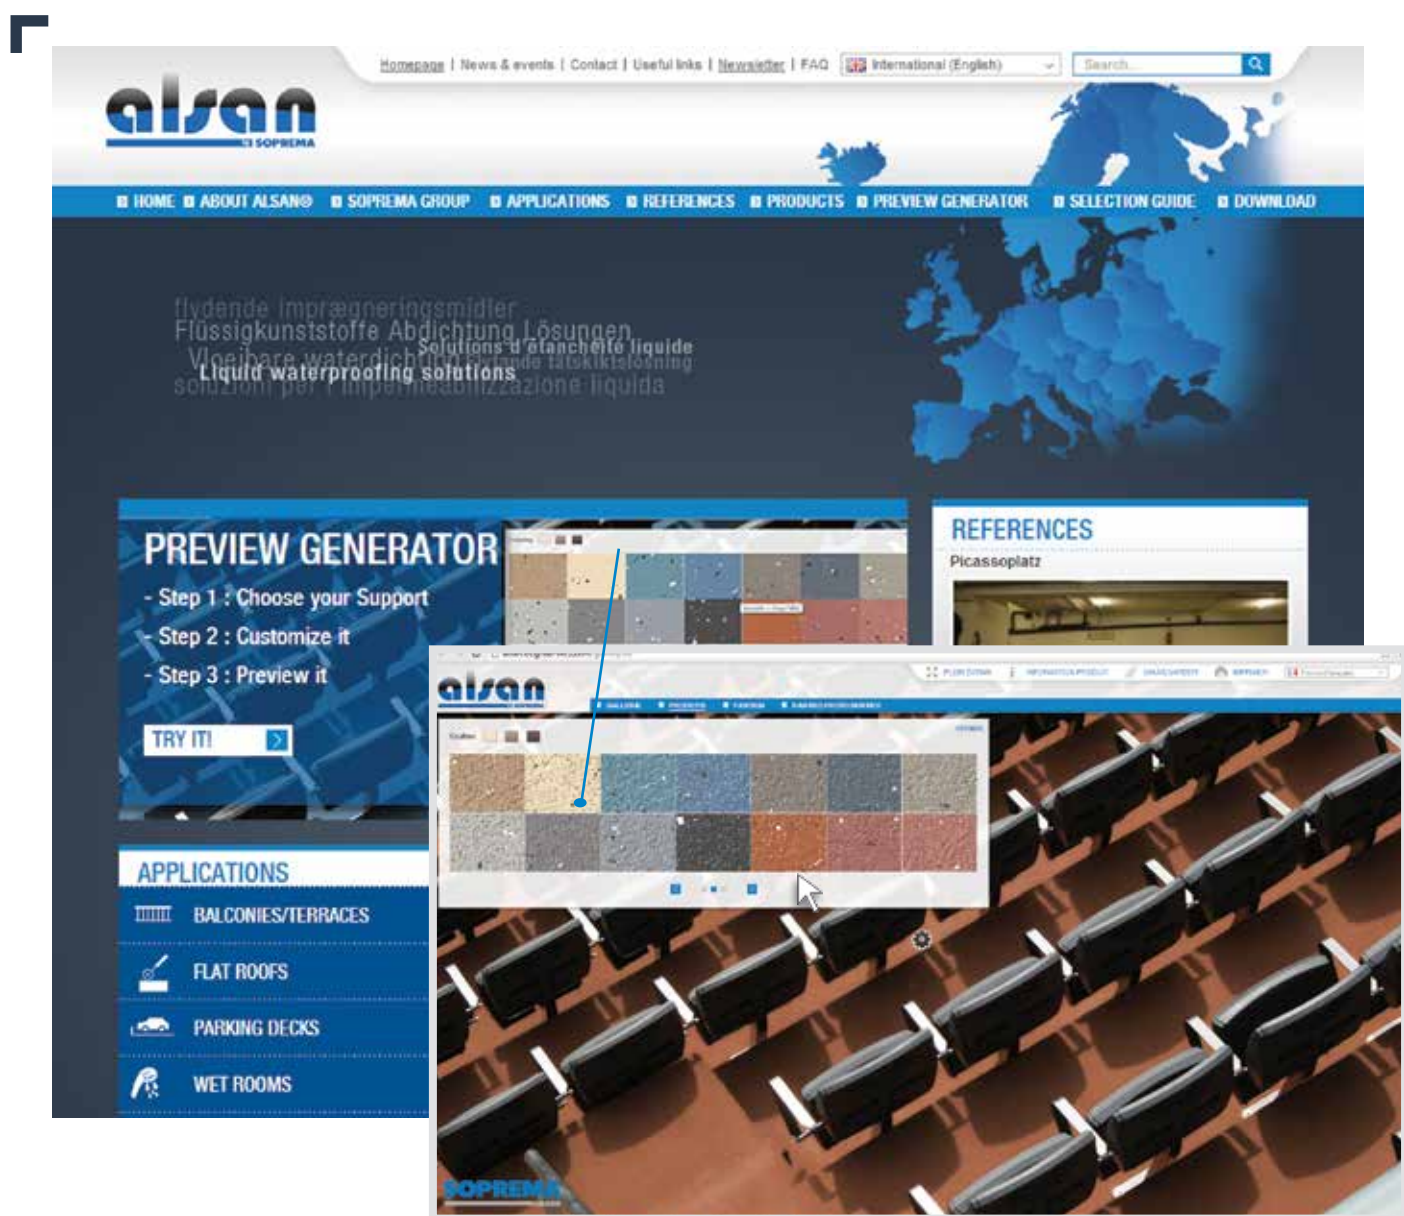 Homepage | News & events | Contact | Useful links | Newsletter | FAQ
International (English)
Search...
alsan
SOPREMA
HOME ABOUT ALSAN® SOPREMA GROUP APPLICATIONS REFERENCES PRODUCTS PREVIEW GENERATOR SELECTION GUIDE DOWNLOAD
flydende imprægneringsmidler
Flüssigkunststoffe Abdichtung Lösungen
Solutions d'étanchéité liquide
Vloeibare waterdichting
Liquid waterproofing solutions
soluzioni per l'impermeabilizzazione liquida
PREVIEW GENERATOR
- Step 1 : Choose your Support
- Step 2 : Customize it
- Step 3 : Preview it
TRY IT!
REFERENCES
Picassoplatz
APPLICATIONS
BALCONIES/TERRACES
FLAT ROOFS
PARKING DECKS
WET ROOMS
alsan
SOPREMA
SOPREMA